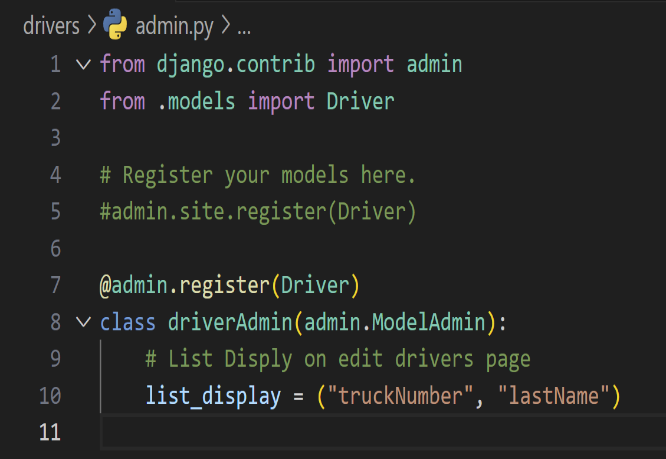 drivers > admin.py > ...
1 from django.contrib import admin
2 from .models import Driver
3
4 # Register your models here.
5 #admin.site.register(Driver)
6
7 @admin.register(Driver)
8 class driverAdmin(admin.ModelAdmin):
9     # List Disply on edit drivers page
10     list_display = ("truckNumber", "lastName")
11